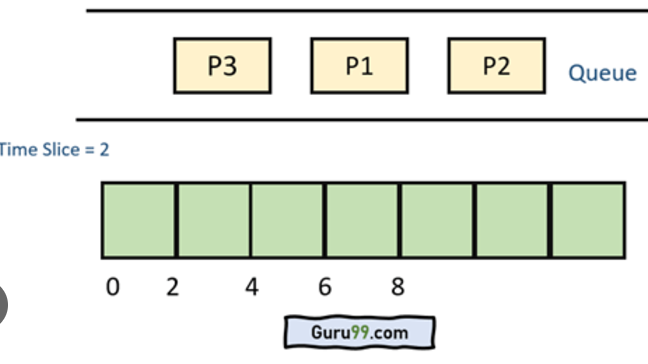 P3 P1 P2 Queue
Time Slice = 2
0 2 4 6 8
Guru99.com